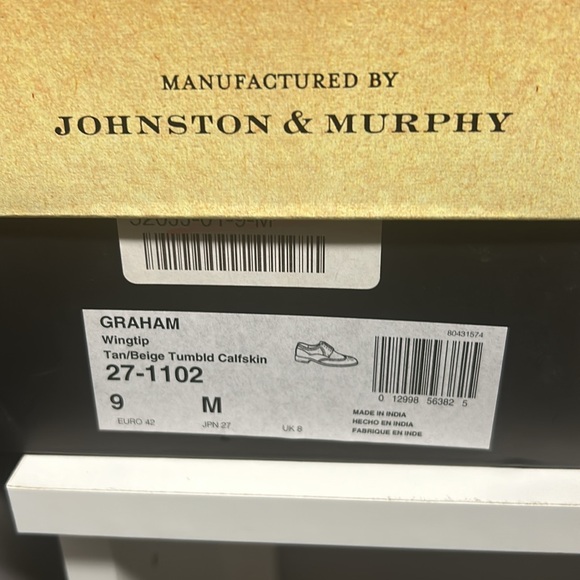 MANUFACTURED BY
JOHNSTON & MURPHY
GRAHAM
Wingtip
Tan/Beige Tumbld Calfskin
27-1102
9 M
EURO 42 JPN 27 UK 8
80431574
0 12998 56382 5
MADE IN INDIA
HECHO EN INDIA
FABRIQUE EN INDE